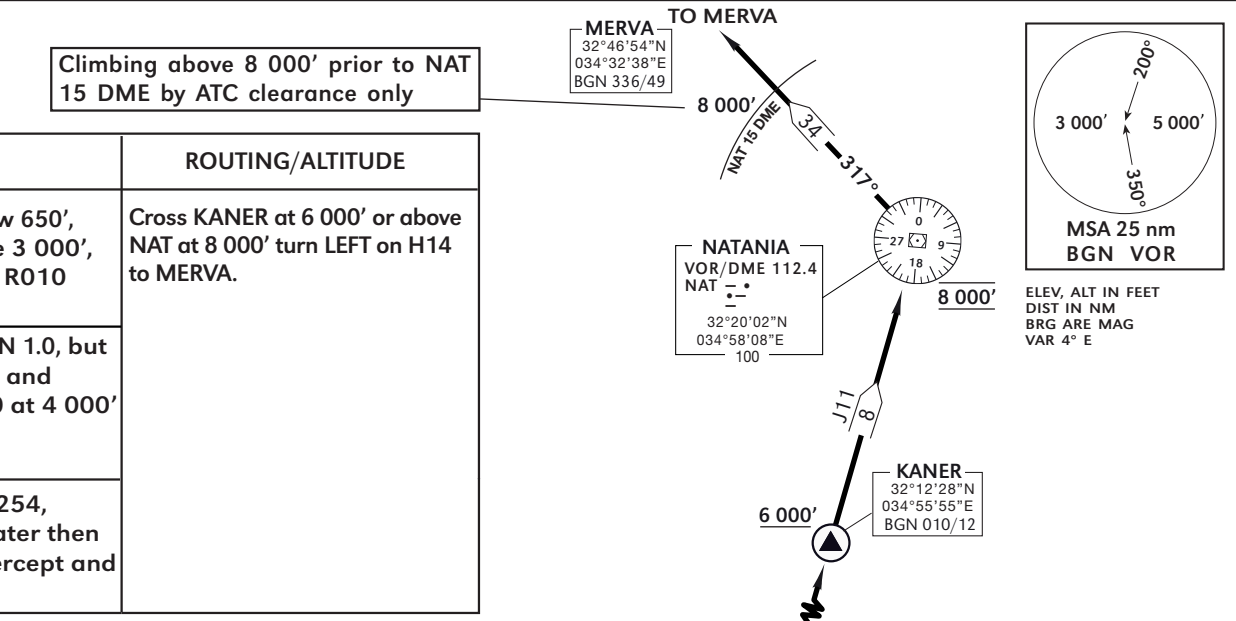 Climbing above 8 000’ prior to NAT
15 DME by ATC clearance only
ROUTING/ALTITUDE
w 650’,
e 3 000’,
R010
N 1.0, but
and
0 at 4 000’
254,
ater then
ercept and
Cross KANER at 6 000’ or above
NAT at 8 000’ turn LEFT on H14
to MERVA.
TO MERVA
MERVA
32°46’54”N
034°32’38”E
BGN 336/49
8 000’
NAT 15 DME
34
317°
0
27
9
18
NATANIA
VOR/DME 112.4
NAT
32°20’02”N
034°58’08”E
100
8 000’
J11
8
KANER
32°12’28”N
034°55’55”E
BGN 010/12
6 000’
200°
3 000’
5 000’
350°
MSA 25 nm
BGN VOR
ELEV, ALT IN FEET
DIST IN NM
BRG ARE MAG
VAR 4° E